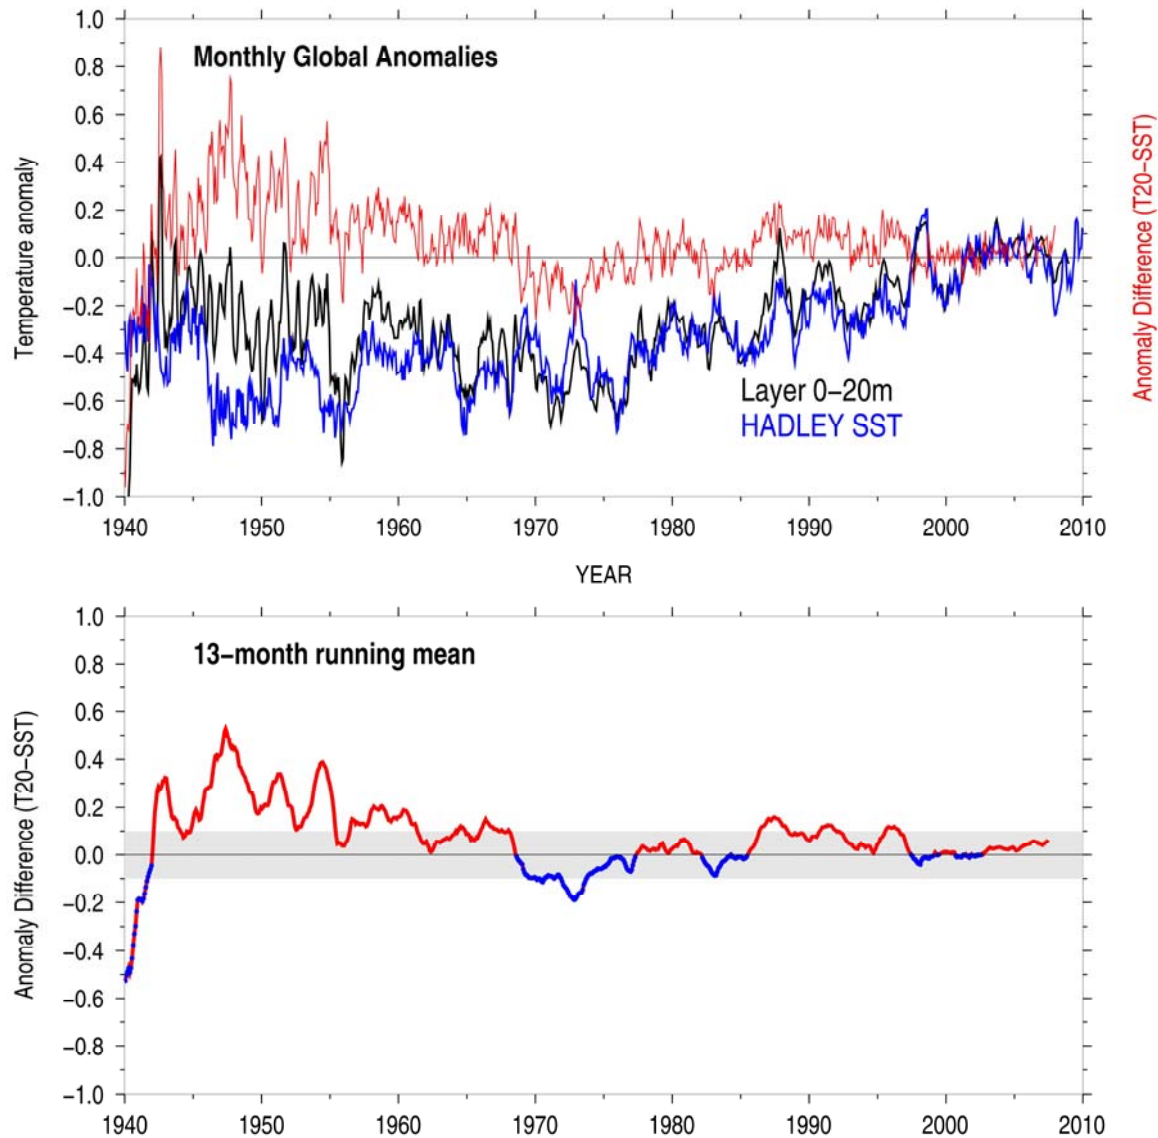 Monthly Global Anomalies
Temperature anomaly
1.0
0.8
0.6
0.4
0.2
0.0
−0.2
−0.4
−0.6
−0.8
−1.0
Layer 0−20m
HADLEY SST
Anomaly Difference (T20−SST)
1940 1950 1960 1970 1980 1990 2000 2010
YEAR
13−month running mean
Anomaly Difference (T20−SST)
1.0
0.8
0.6
0.4
0.2
0.0
−0.2
−0.4
−0.6
−0.8
−1.0
1940 1950 1960 1970 1980 1990 2000 2010